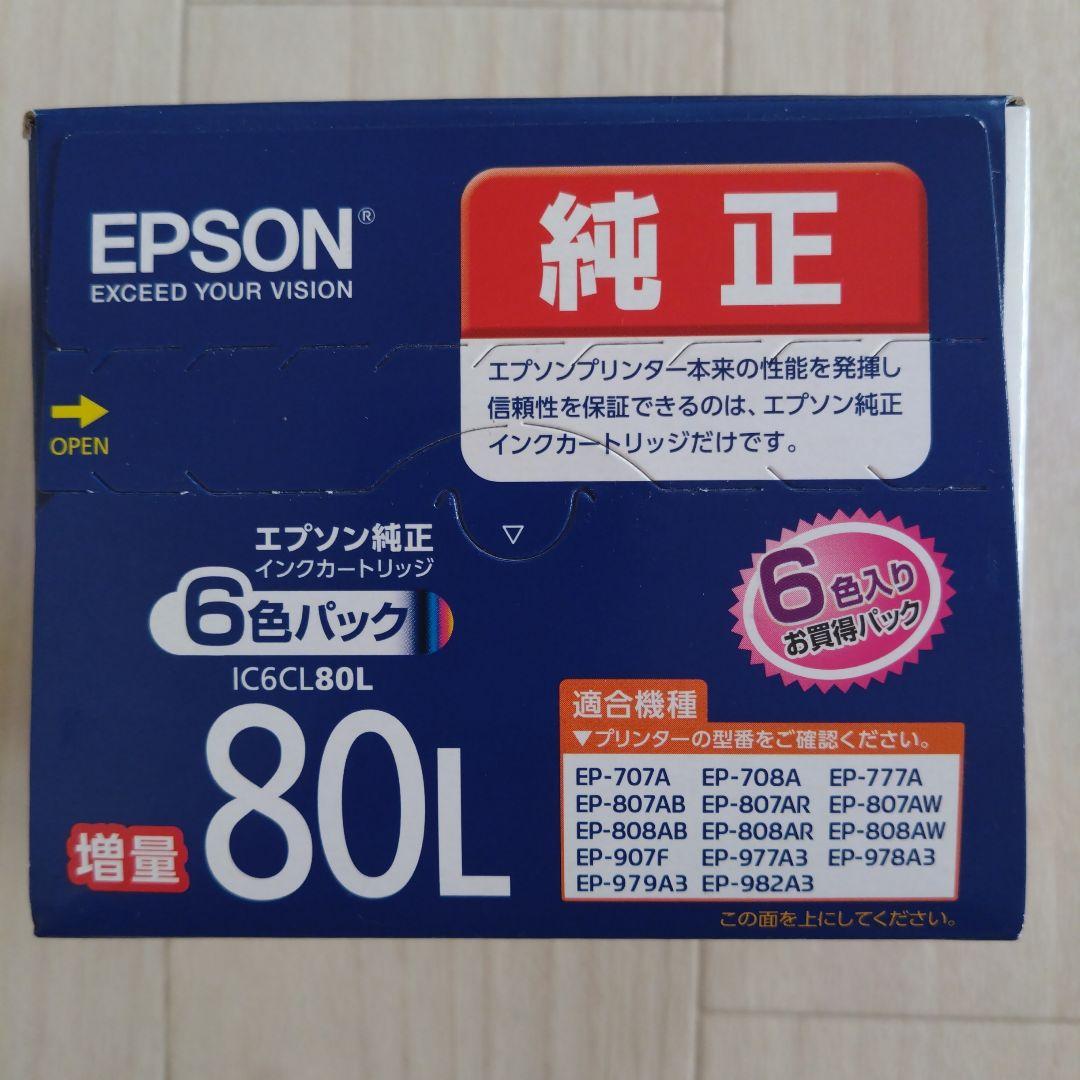 EPSON®
EXCEED YOUR VISION
純正
エプソンプリンター本来の性能を発揮し
信頼性を保証できるのは、エプソン純正
インクカートリッジだけです。
OPEN
エプソン純正
インクカートリッジ
6色パック
IC6CL80L
増量
80L
6色入り
お買得パック
適合機種
▼プリンターの型番をご確認ください。
EP-707A EP-708A EP-777A
EP-807AB EP-807AR EP-807AW
EP-808AB EP-808AR EP-808AW
EP-907F EP-977A3 EP-978A3
EP-979A3 EP-982A3
この面を上にしてください。